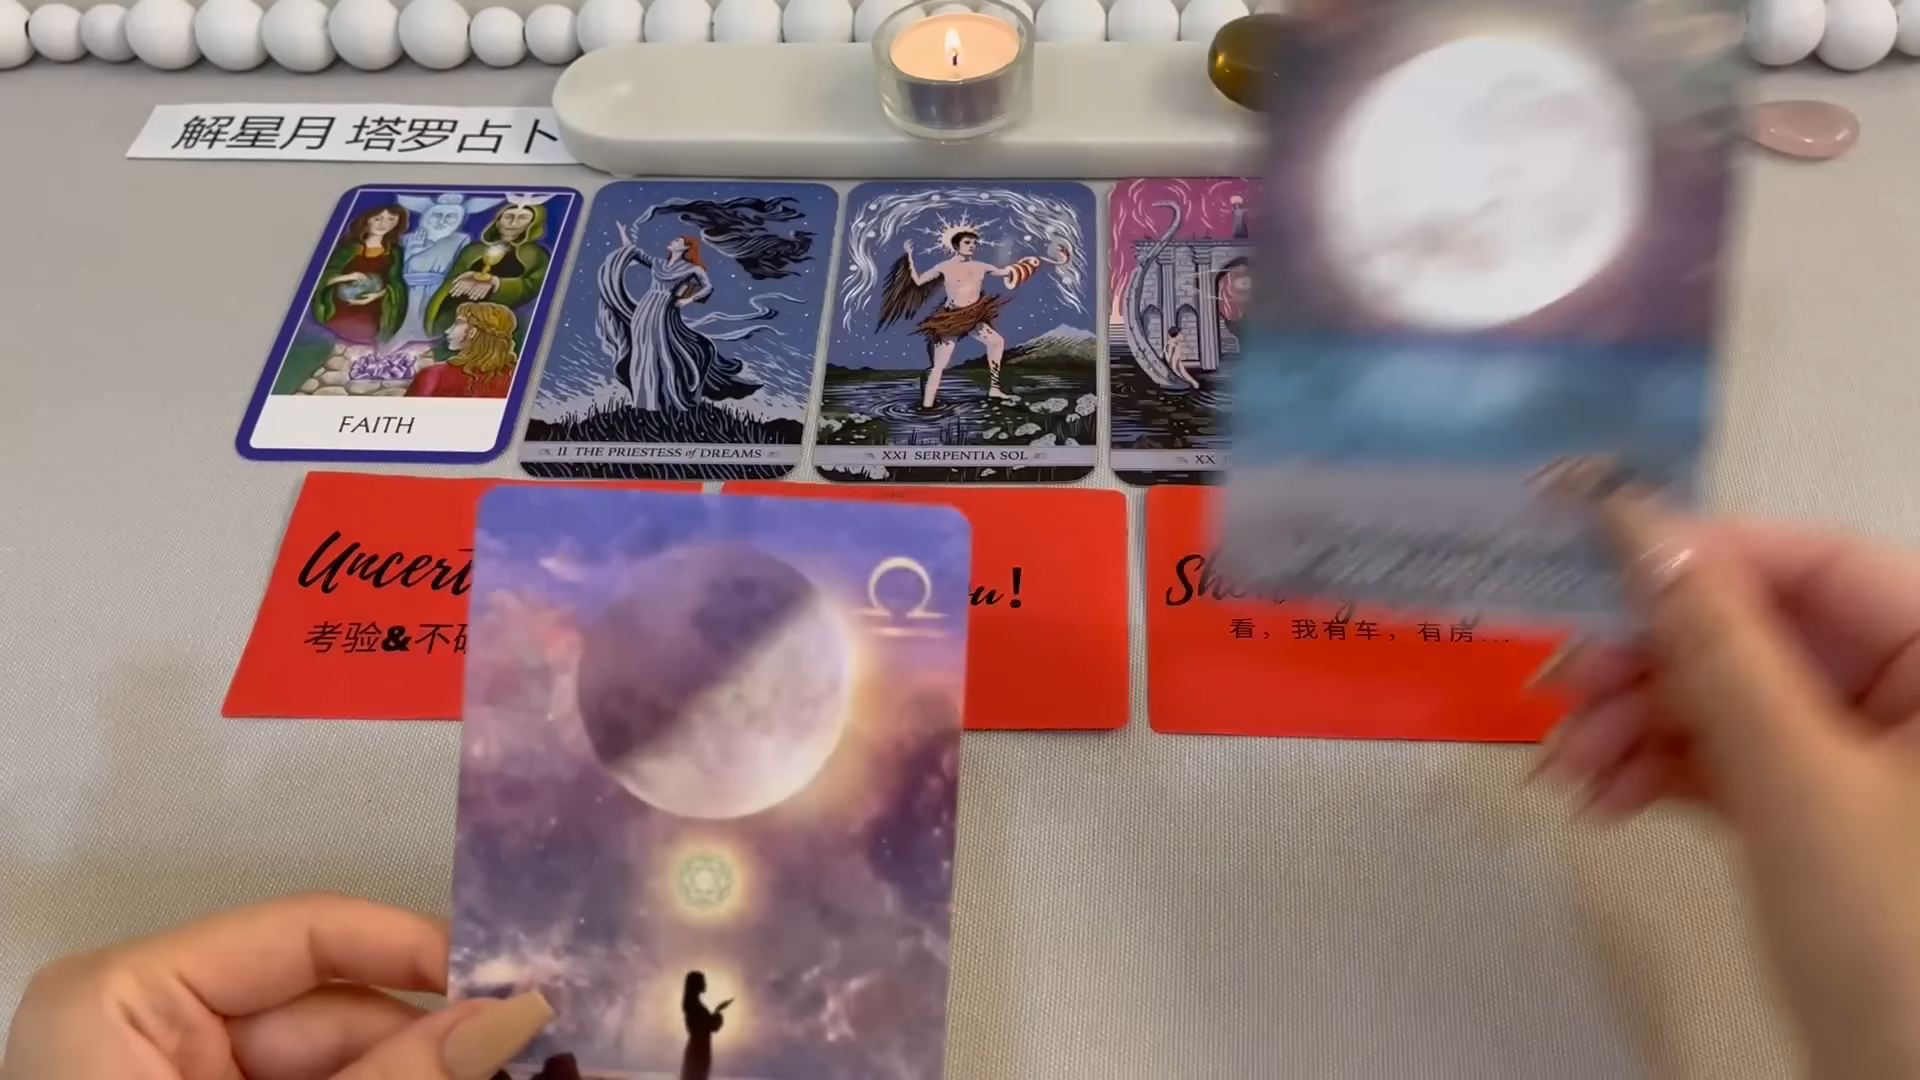 解星月 塔罗占卜
FAITH
II THE PRIESTESS of DREAMS
XXI SERPENTIA SOL
XX
Uncert
考验&不
u!
看，我有车，有房...